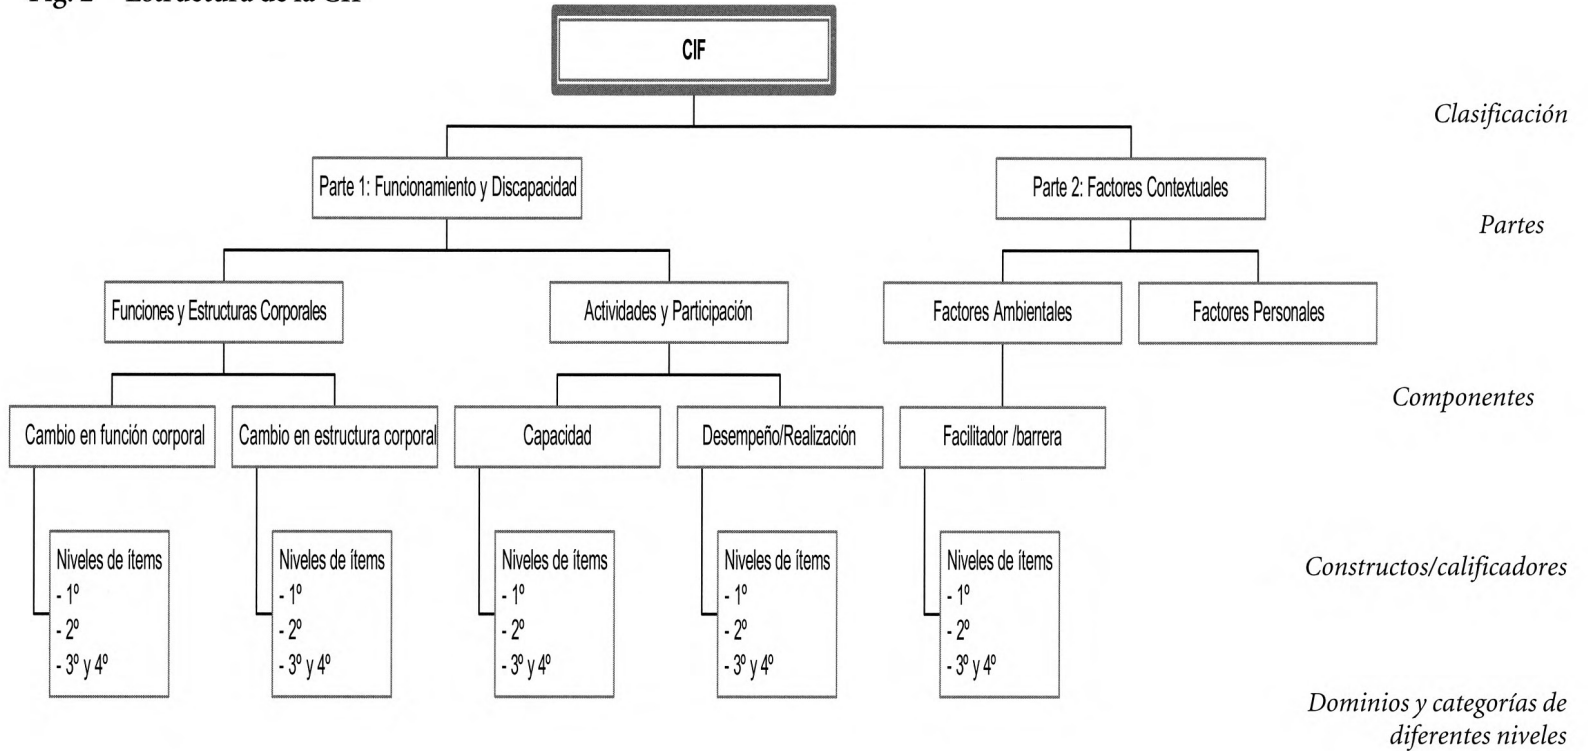 CIF
Clasificación
Parte 1: Funcionamiento y Discapacidad
Parte 2: Factores Contextuales
Partes
Funciones y Estructuras Corporales
Actividades y Participación
Factores Ambientales
Factores Personales
Componentes
Cambio en función corporal
Cambio en estructura corporal
Capacidad
Desempeño/Realización
Facilitador /barrera
Constructos/calificadores
Niveles de ítems
- 1º
- 2º
- 3º y 4º
Niveles de ítems
- 1º
- 2º
- 3º y 4º
Niveles de ítems
- 1º
- 2º
- 3º y 4º
Niveles de ítems
- 1º
- 2º
- 3º y 4º
Niveles de ítems
- 1º
- 2º
- 3º y 4º
Dominios y categorías de
diferentes niveles